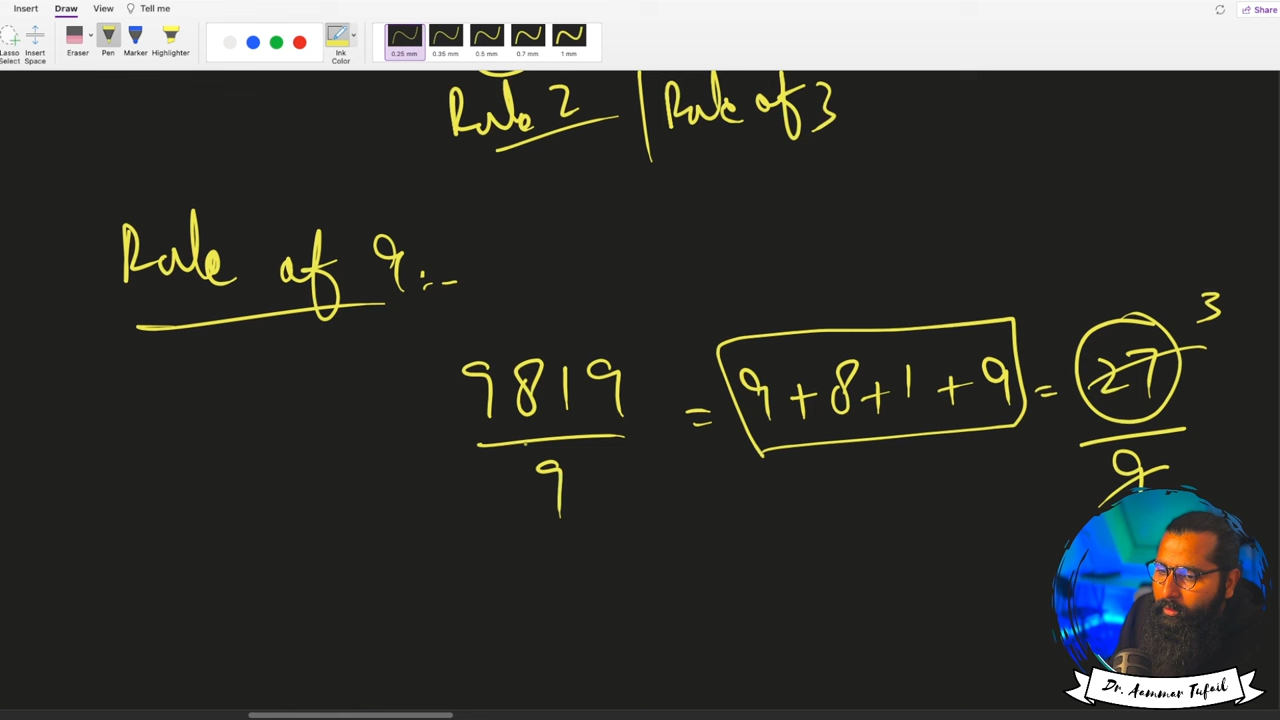 Insert Draw View Tell me Share
Lasso Select Insert Space Eraser Pen Marker Highlighter Ink Color 0.25 mm 0.35 mm 0.5 mm 0.7 mm 1 mm
Rule 2 | Rule of 3
Rule of 9 :-
9819 / 9 = 9+8+1+9 = 27 / 9 3
Dr. Aammar Tufail